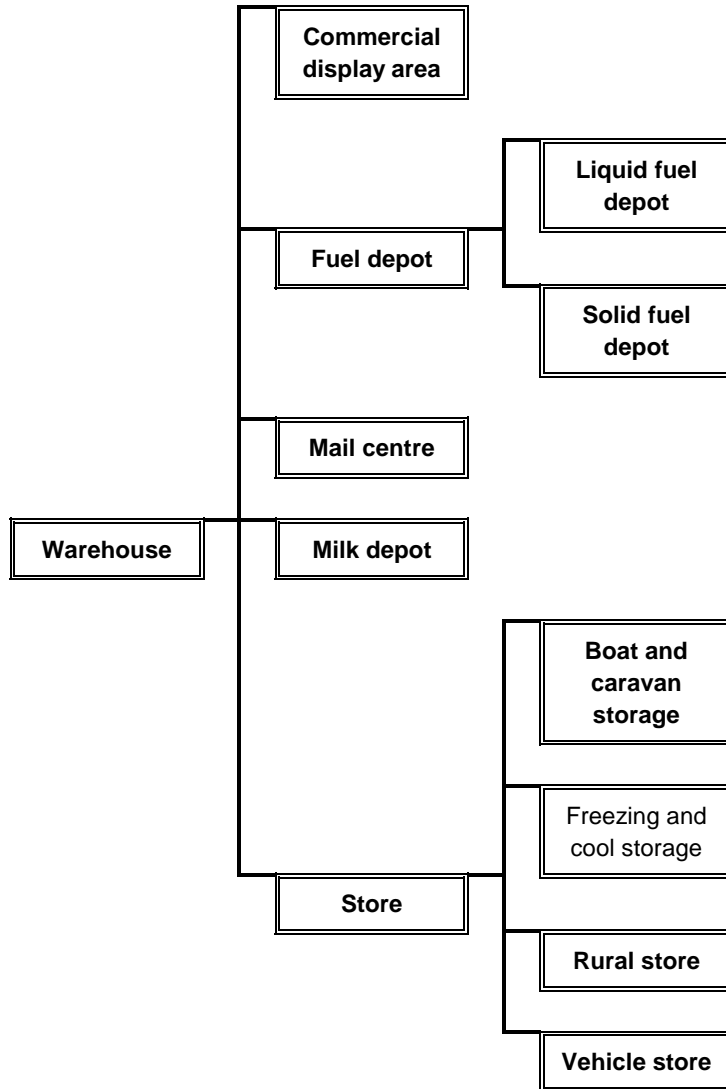 Commercial
display area
Liquid fuel
depot
Fuel depot
Solid fuel
depot
Mail centre
Warehouse
Milk depot
Boat and
caravan
storage
Freezing and
cool storage
Store
Rural store
Vehicle store